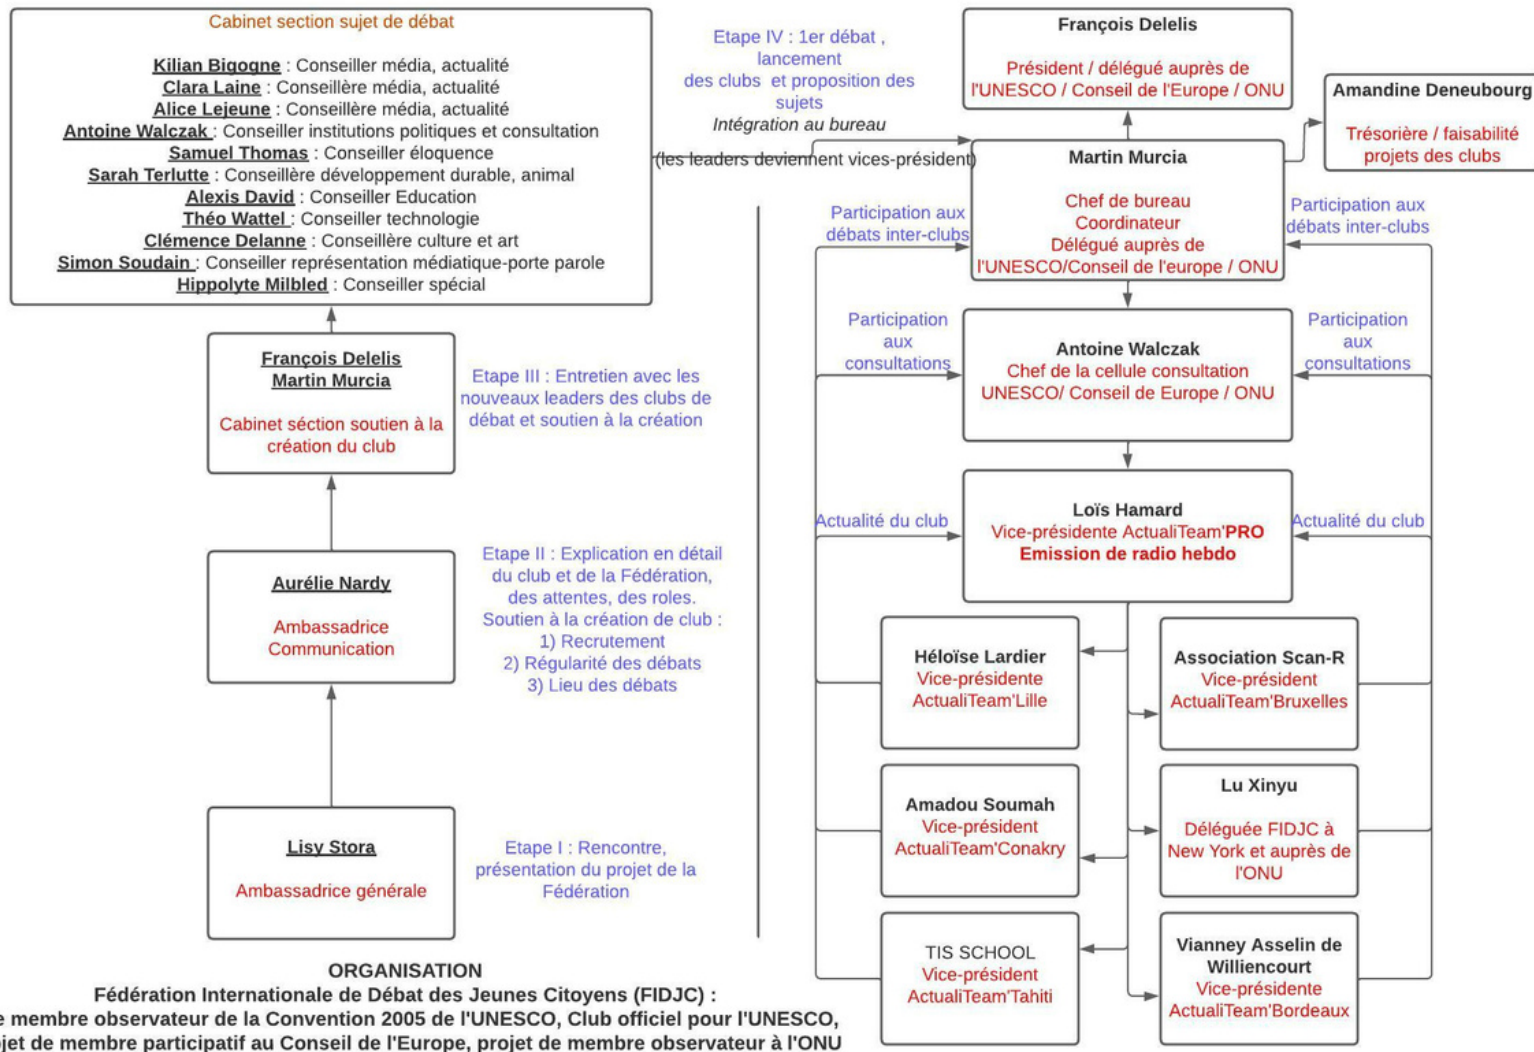 Cabinet section sujet de débat
Kilian Bigogne : Conseiller média, actualité
Clara Laine : Conseillère média, actualité
Alice Lejeune : Conseillère média, actualité
Antoine Walczak : Conseiller institutions politiques et consultation
Samuel Thomas : Conseiller éloquence
Sarah Terlutte : Conseillère développement durable, animal
Alexis David : Conseiller Education
Théo Wattel : Conseiller technologie
Clémence Delanne : Conseillère culture et art
Simon Soudain : Conseiller représentation médiatique-porte parole
Hippolyte Milbled : Conseiller spécial
François Delelis
Martin Murcia
Cabinet séction soutien à la
création du club
Etape III : Entretien avec les
nouveaux leaders des clubs de
débat et soutien à la création
Aurélie Nardy
Ambassadrice
Communication
Etape II : Explication en détail
du club et de la Fédération,
des attentes, des roles.
Soutien à la création de club :
1) Recrutement
2) Régularité des débats
3) Lieu des débats
Lisy Stora
Ambassadrice générale
Etape I : Rencontre,
présentation du projet de la
Fédération
Etape IV : 1er débat ,
lancement
des clubs et proposition des
sujets
Intégration au bureau
(les leaders deviennent vices-président)
François Delelis
Président / délégué auprès de
l'UNESCO / Conseil de l'Europe / ONU
Amandine Deneubourg
Trésorière / faisabilité
projets des clubs
Martin Murcia
Chef de bureau
Coordinateur
Délégué auprès de
l'UNESCO/Conseil de l'europe / ONU
Participation aux
débats inter-clubs
Participation aux
débats inter-clubs
Participation
aux
consultations
Antoine Walczak
Chef de la cellule consultation
UNESCO/ Conseil de Europe / ONU
Participation
aux
consultations
Actualité du club
Loïs Hamard
Vice-présidente ActualiTeam'PRO
Emission de radio hebdo
Actualité du club
Héloïse Lardier
Vice-présidente
ActualiTeam'Lille
Association Scan-R
Vice-président
ActualiTeam'Bruxelles
Amadou Soumah
Vice-président
ActualiTeam'Conakry
Lu Xinyu
Déléguée FIDJC à
New York et auprès de
l'ONU
TIS SCHOOL
Vice-président
ActualiTeam'Tahiti
Vianney Asselin de
Williencourt
Vice-présidente
ActualiTeam'Bordeaux
ORGANISATION
Fédération Internationale de Débat des Jeunes Citoyens (FIDJC) :
membre observateur de la Convention 2005 de l'UNESCO, Club officiel pour l'UNESCO,
de membre participatif au Conseil de l'Europe, projet de membre observateur à l'ONU